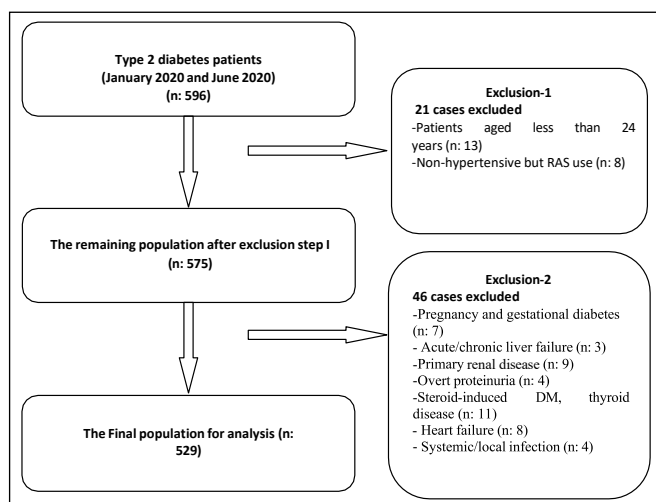 Type 2 diabetes patients
(January 2020 and June 2020)
(n: 596)
Exclusion-1
21 cases excluded
-Patients aged less than 24
years (n: 13)
-Non-hypertensive but RAS use (n: 8)
The remaining population after exclusion step I
(n: 575)
Exclusion-2
46 cases excluded
-Pregnancy and gestational diabetes
(n: 7)
- Acute/chronic liver failure (n: 3)
-Primary renal disease (n: 9)
-Overt proteinuria (n: 4)
-Steroid-induced DM, thyroid
disease (n: 11)
- Heart failure (n: 8)
- Systemic/local infection (n: 4)
The Final population for analysis (n:
529)